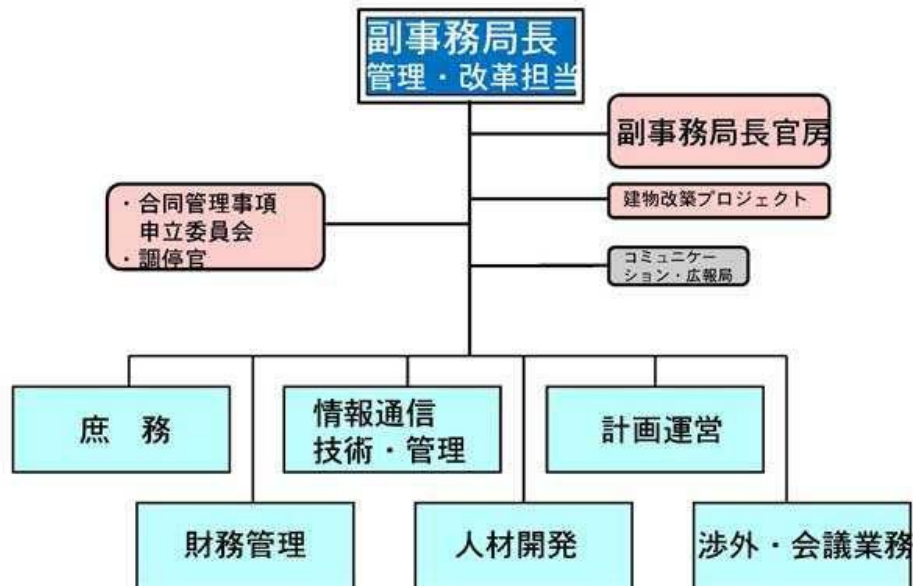 副事務局長
管理・改革担当
副事務局長官房
建物改築プロジェクト
・合同管理事項
申立委員会
・調停官
コミュニケー
ション・広報局
庶　務
情報通信
技術・管理
計画運営
財務管理
人材開発
渉外・会議業務